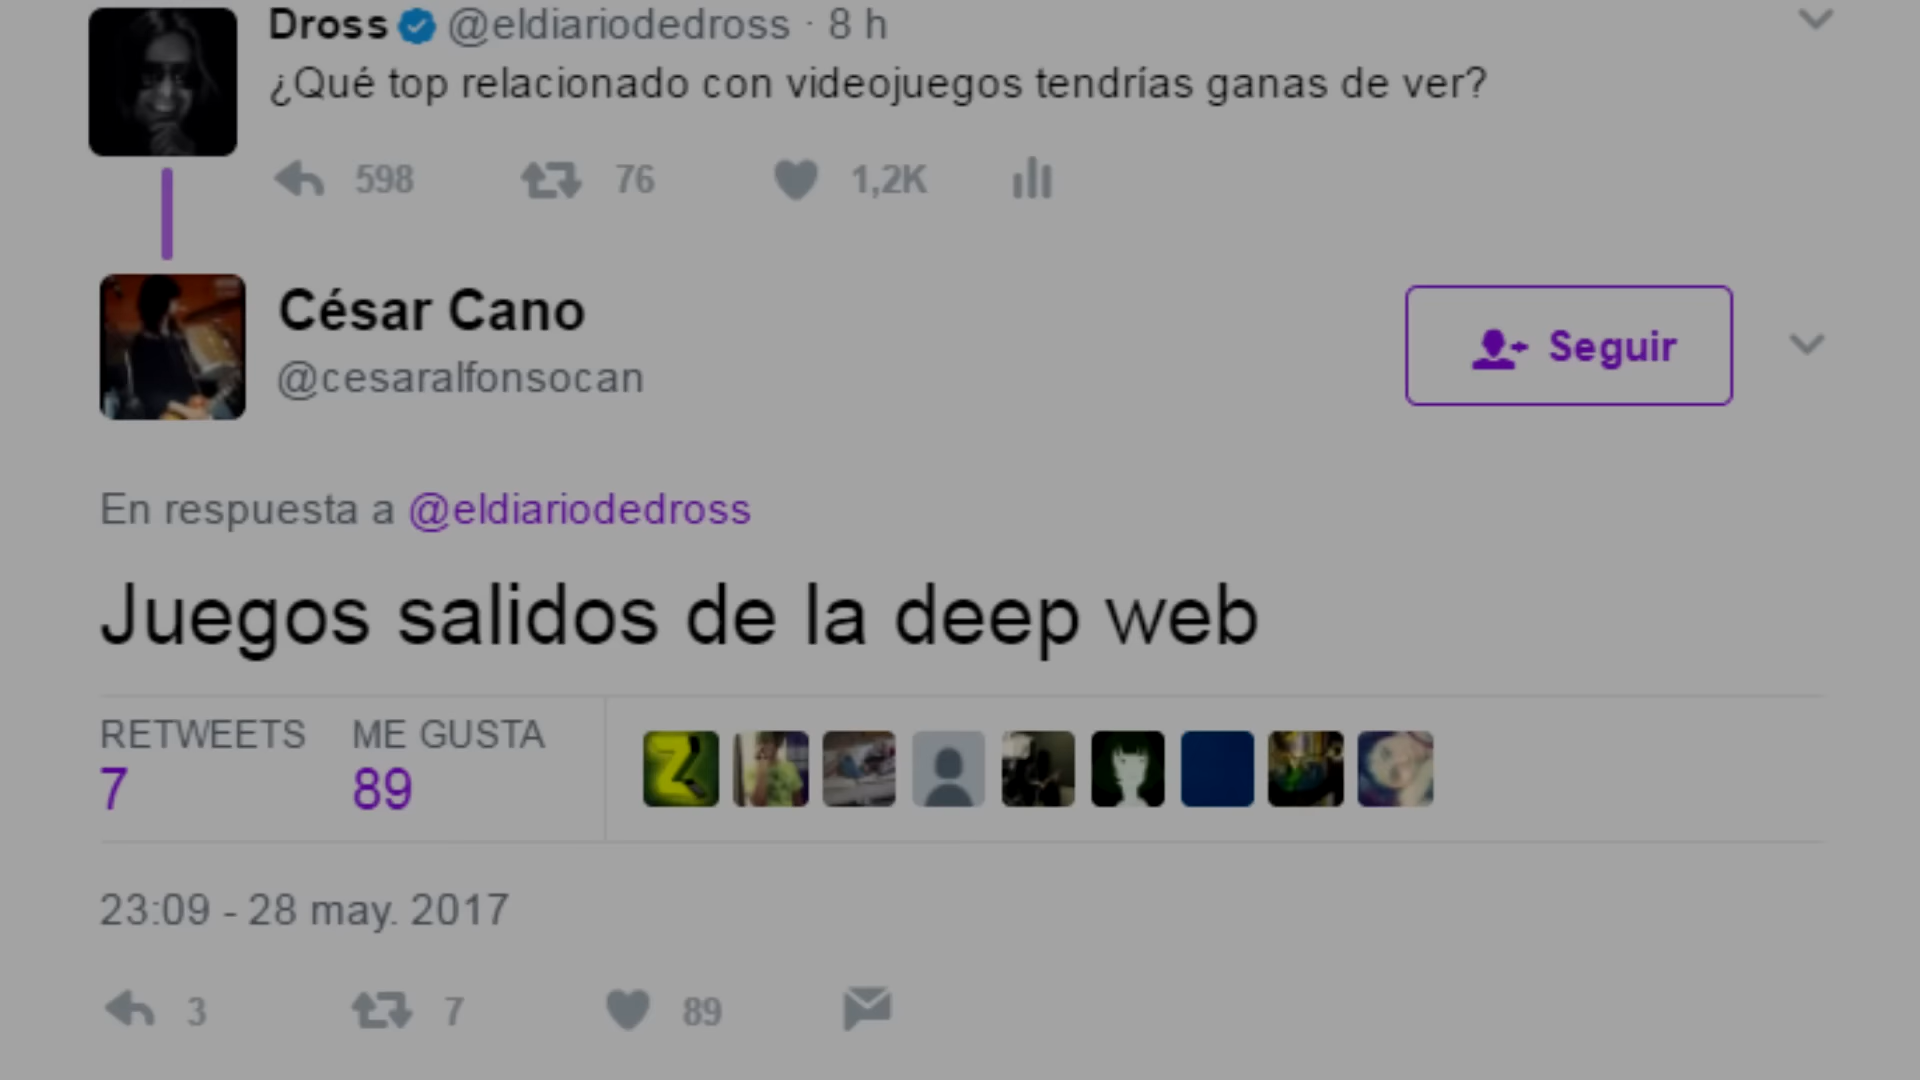 Dross @eldiariodedross · 8 h
¿Qué top relacionado con videojuegos tendrías ganas de ver?
598 76 1,2K
César Cano
@cesaralfonsocan
Seguir
En respuesta a @eldiariodedross
Juegos salidos de la deep web
RETWEETS ME GUSTA
7 89
23:09 - 28 may. 2017
3 7 89